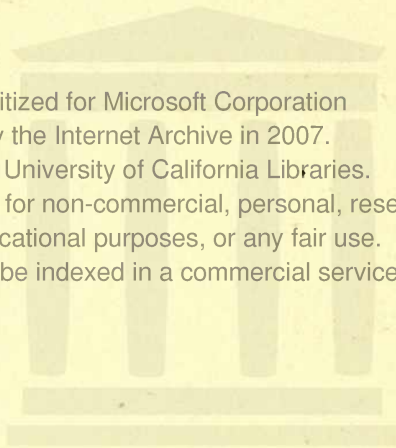 itized for Microsoft Corporation
the Internet Archive in 2007.
University of California Libraries.
for non-commercial, personal, rese
cational purposes, or any fair use.
be indexed in a commercial service